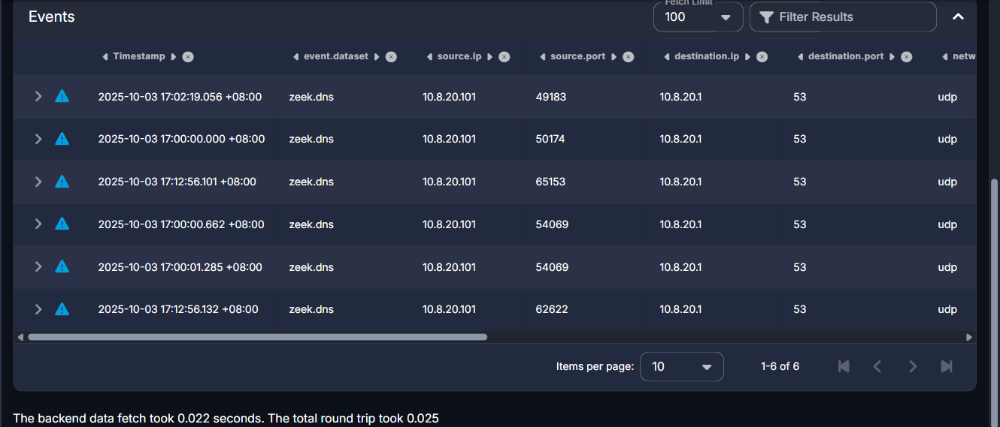 Fetch Limit
Events 100 Filter Results
Timestamp event.dataset source.ip source.port destination.ip destination.port netw
2025-10-03 17:02:19.056 +08:00 zeek.dns 10.8.20.101 49183 10.8.20.1 53 udp
2025-10-03 17:00:00.000 +08:00 zeek.dns 10.8.20.101 50174 10.8.20.1 53 udp
2025-10-03 17:12:56.101 +08:00 zeek.dns 10.8.20.101 65153 10.8.20.1 53 udp
2025-10-03 17:00:00.662 +08:00 zeek.dns 10.8.20.101 54069 10.8.20.1 53 udp
2025-10-03 17:00:01.285 +08:00 zeek.dns 10.8.20.101 54069 10.8.20.1 53 udp
2025-10-03 17:12:56.132 +08:00 zeek.dns 10.8.20.101 62622 10.8.20.1 53 udp
Items per page: 10 1-6 of 6
The backend data fetch took 0.022 seconds. The total round trip took 0.025